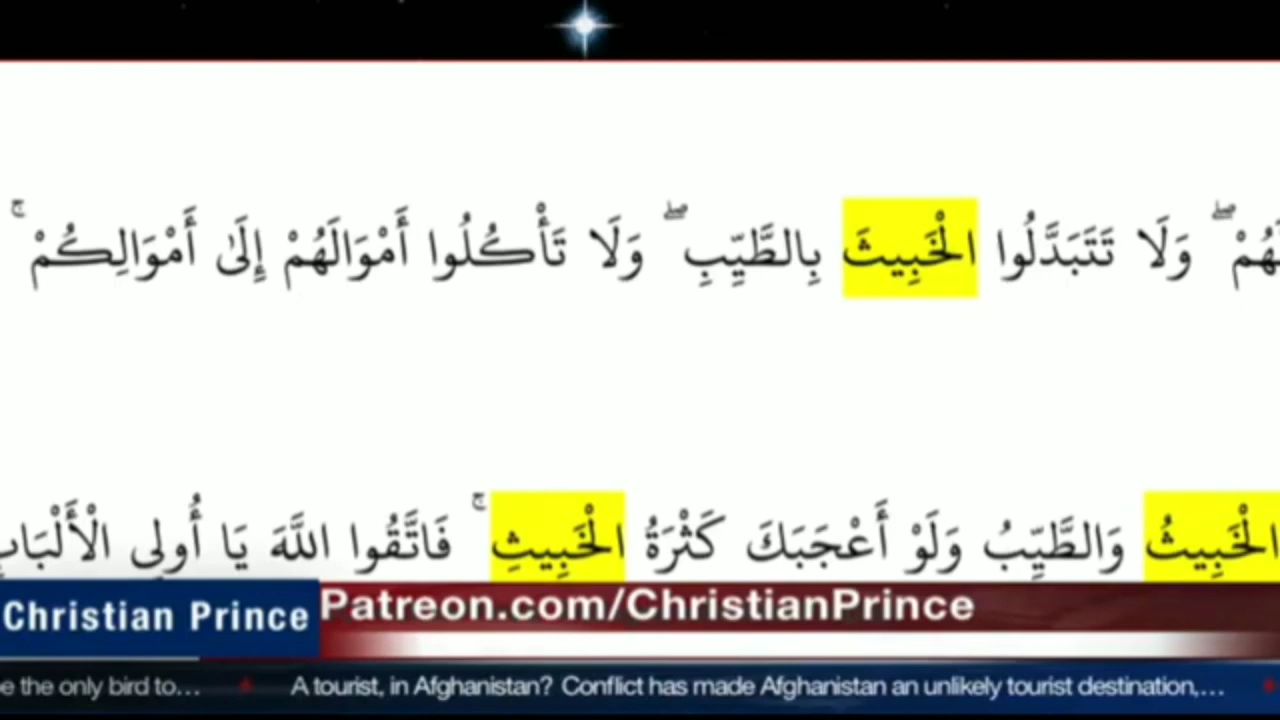 وَلَا تَتَبَدَّلُوا الْخَبِيثَ بِالطَّيِّبِ ۖ وَلَا تَأْكُلُوا أَمْوَالَهُمْ إِلَىٰ أَمْوَالِكُمْ ۚ
الْخَبِيثُ وَالطَّيِّبُ وَلَوْ أَعْجَبَكَ كَثْرَةُ الْخَبِيثِ ۚ فَاتَّقُوا اللَّهَ يَا أُولِي الْأَلْبَابِ
Christian Prince
Patreon.com/ChristianPrince
the only bird to... A tourist, in Afghanistan? Conflict has made Afghanistan an unlikely tourist destination,...